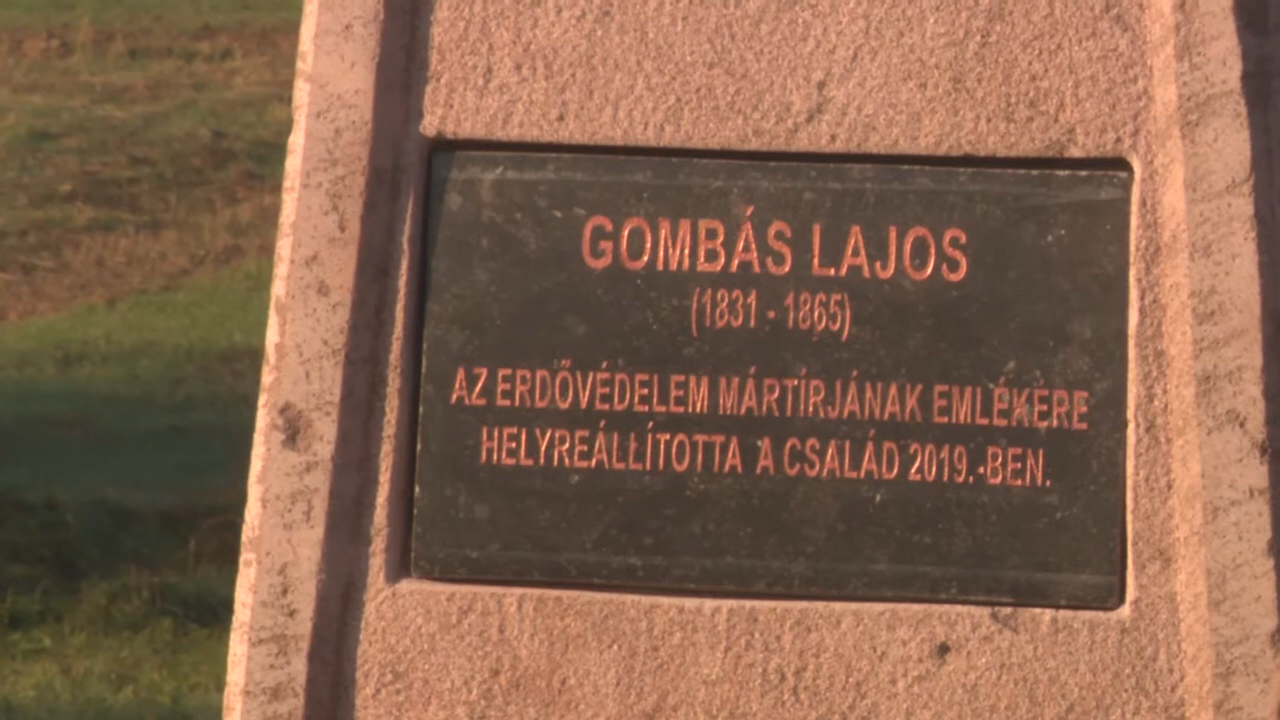 GOMBÁS LAJOS
(1831 - 1865)
AZ ERDŐVÉDELEM MÁRTÍRJÁNAK EMLÉKÉRE
HELYREÁLLÍTOTTA A CSALÁD 2019.-BEN.